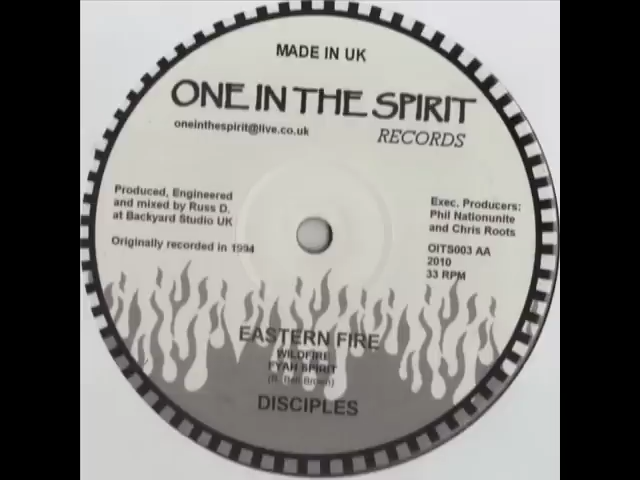 MADE IN UK
ONE IN THE SPIRIT
RECORDS
oneinthespirit@live.co.uk
Produced, Engineered
and mixed by Russ D.
at Backyard Studio UK
Originally recorded in 1994
Exec. Producers:
Phil Nationunite
and Chris Roots
OITS003 AA
2010
33 RPM
EASTERN FIRE
WILDFIRE
FYAH SPIRIT
(R. Bell-Brown)
DISCIPLES